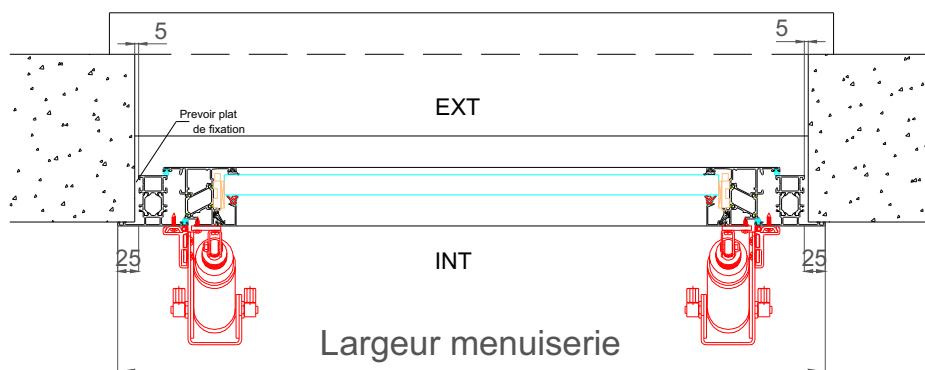 5
5
EXT
Prevoir plat
de fixation
25
INT
25
Largeur menuiserie